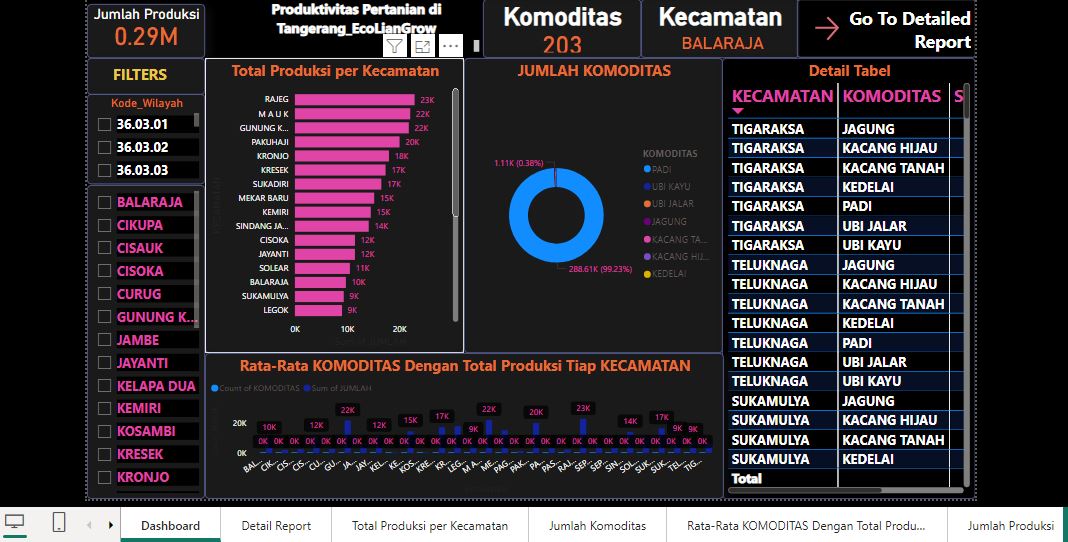 Jumlah Produksi
0.29M
Produktivitas Pertanian di
Tangerang_EcoLianGrow
Komoditas
203
Kecamatan
BALARAJA
Go To Detailed
Report
FILTERS
Kode_Wilayah
36.03.01
36.03.02
36.03.03
BALARAJA
CIKUPA
CISAUK
CISOKA
CURUG
GUNUNG K...
JAMBE
JAYANTI
KELAPA DUA
KEMIRI
KOSAMBI
KRESEK
KRONJO
Total Produksi per Kecamatan
KECAMATAN
RAJEG 23K
M A U K 22K
GUNUNG K... 22K
PAKUHAJI 20K
KRONJO 18K
KRESEK 17K
SUKADIRI 17K
MEKAR BARU 15K
KEMIRI 15K
SINDANG JA... 14K
CISOKA 12K
JAYANTI 12K
SOLEAR 11K
BALARAJA 10K
SUKAMULYA 9K
LEGOK 9K
0K 10K 20K
Sum of JUMLAH
JUMLAH KOMODITAS
1.11K (0.38%)
288.61K (99.23%)
KOMODITAS
PADI
UBI KAYU
UBI JALAR
JAGUNG
KACANG TA...
KACANG HIJ...
KEDELAI
Detail Tabel
KECAMATAN KOMODITAS S
TIGARAKSA JAGUNG
TIGARAKSA KACANG HIJAU
TIGARAKSA KACANG TANAH
TIGARAKSA KEDELAI
TIGARAKSA PADI
TIGARAKSA UBI JALAR
TIGARAKSA UBI KAYU
TELUKNAGA JAGUNG
TELUKNAGA KACANG HIJAU
TELUKNAGA KACANG TANAH
TELUKNAGA KEDELAI
TELUKNAGA PADI
TELUKNAGA UBI JALAR
TELUKNAGA UBI KAYU
SUKAMULYA JAGUNG
SUKAMULYA KACANG HIJAU
SUKAMULYA KACANG TANAH
SUKAMULYA KEDELAI
Total
Rata-Rata KOMODITAS Dengan Total Produksi Tiap KECAMATAN
Count of KOMODITAS Sum of JUMLAH
20K
0K
10K 12K 22K 12K 15K 17K 9K 22K 20K 23K 14K 17K 9K 9K
0K 0K 0K 0K 0K 0K 0K 0K 0K 0K 0K 0K 0K 0K 0K 0K 0K 0K 0K 0K 0K 0K 0K 0K 0K 0K 0K 0K 0K
BAL... CIK... CIS... CIS... CU... GU... JA... JAY... KEL... KE... KOS... KRE... KR... LEG... M A... ME... PAG... PAK... PA... PAS... RAJ... SEP... SEP... SIN... SOL... SUK... SUK... TEL... TIG...
Dashboard
Detail Report
Total Produksi per Kecamatan
Jumlah Komoditas
Rata-Rata KOMODITAS Dengan Total Produ...
Jumlah Produksi